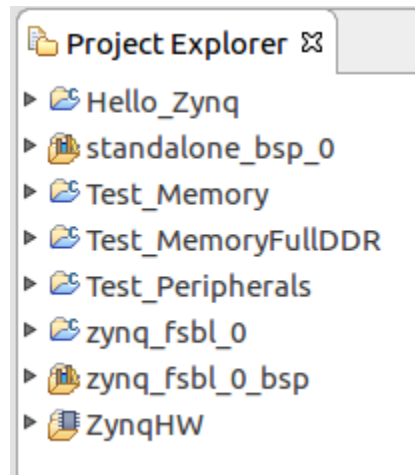 Project Explorer
Hello_Zynq
standalone_bsp_0
Test_Memory
Test_MemoryFullDDR
Test_Peripherals
zynq_fsbl_0
zynq_fsbl_0_bsp
ZynqHW